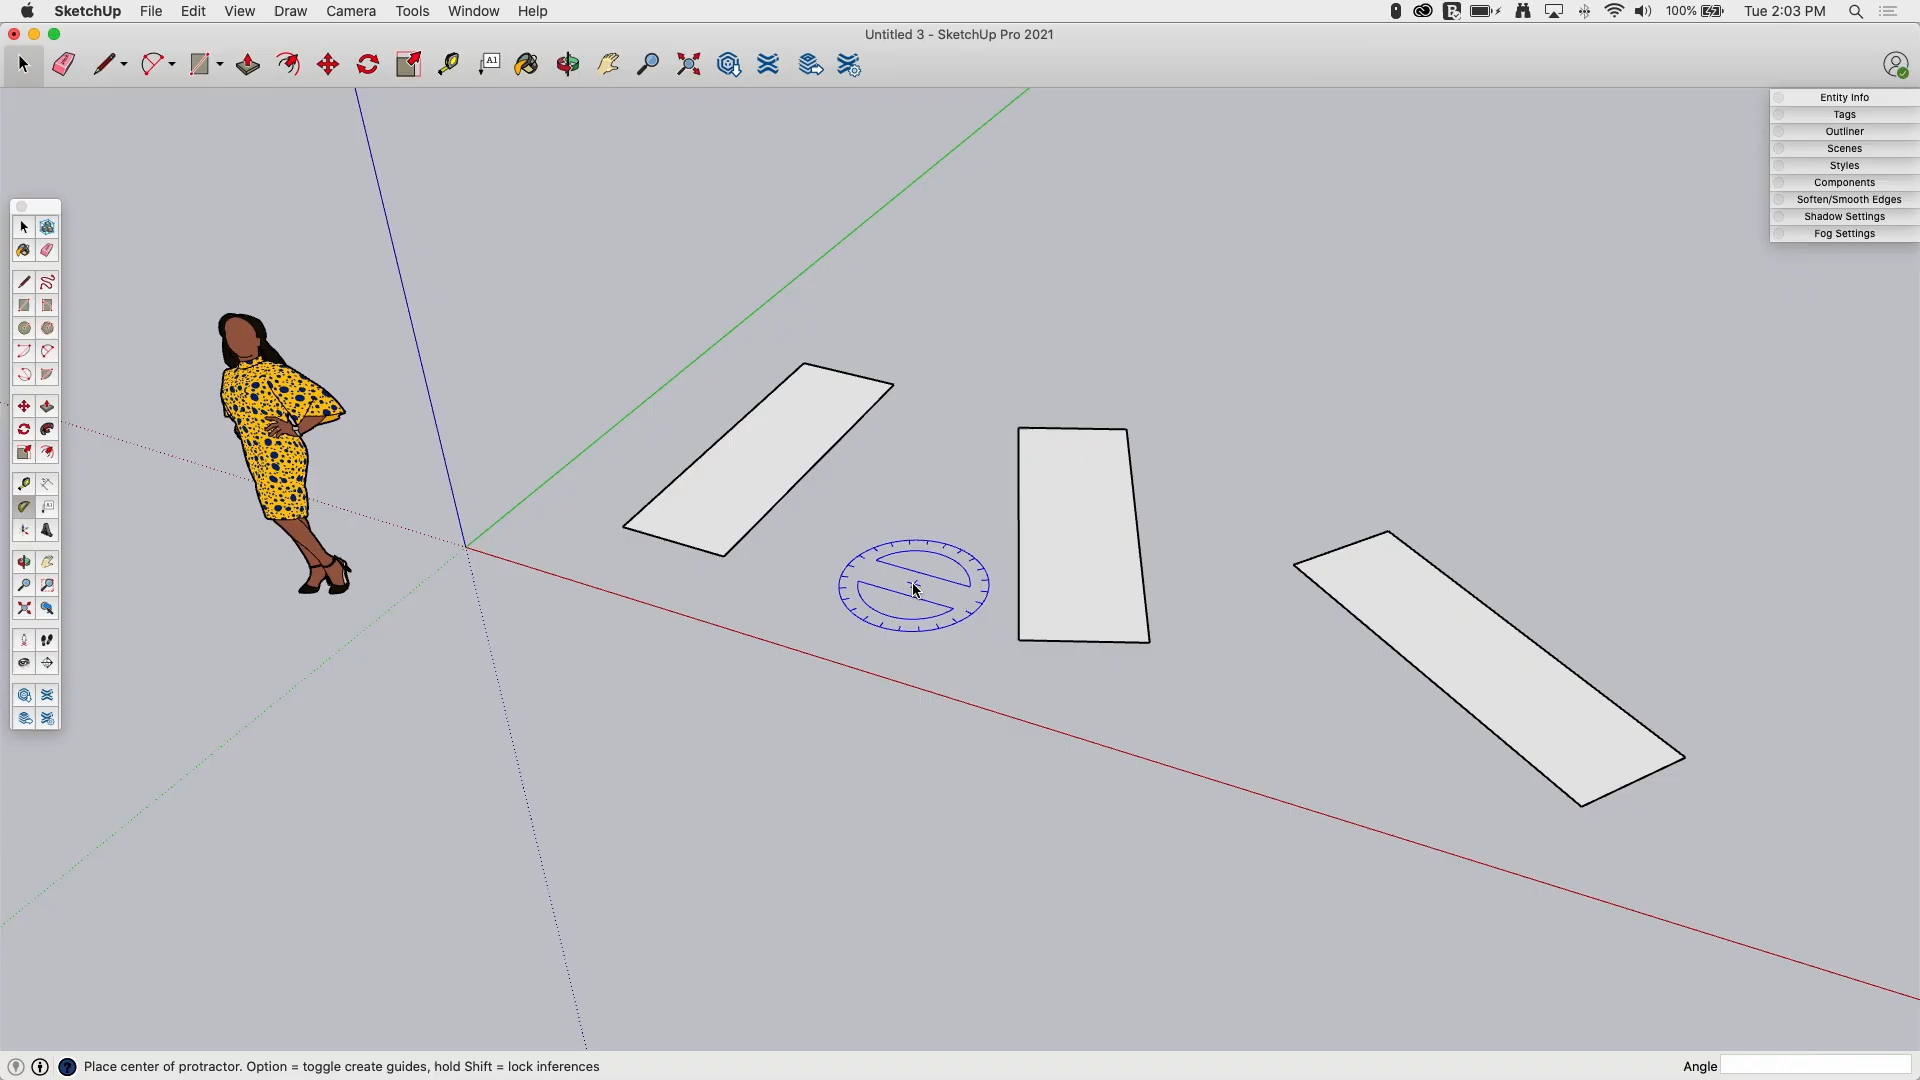 SketchUp File Edit View Draw Camera Tools Window Help 100% Tue 2:03 PM
Untitled 3 - SketchUp Pro 2021
A1
Entity Info
Tags
Outliner
Scenes
Styles
Components
Soften/Smooth Edges
Shadow Settings
Fog Settings
Place center of protractor. Option = toggle create guides, hold Shift = lock inferences
Angle